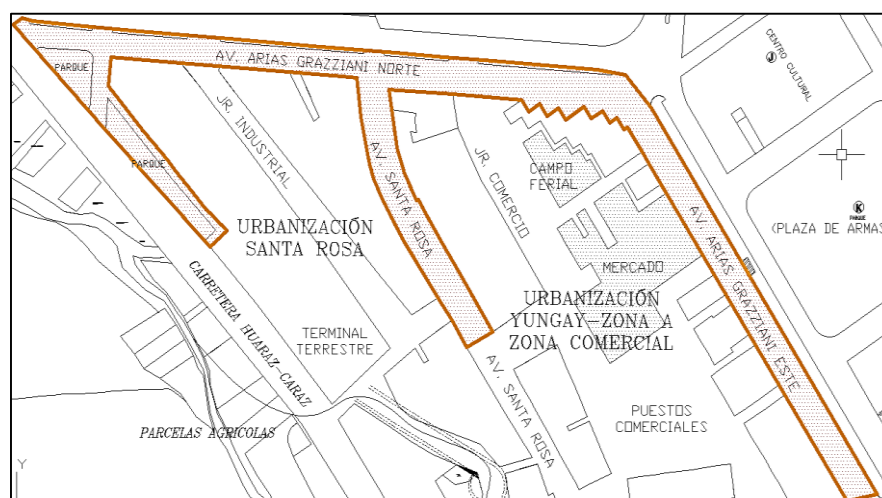 AV. ARIAS GRAZZIANI NORTE
CENTRO CULTURAL
PARQUE
JR. INDUSTRIAL
PARQUE
AV. SANTA ROSA
JR. COMERCIO
CAMPO
FERIAL
K
(PLAZA DE ARMAS
URBANIZACIÓN
SANTA ROSA
MERCADO
AV. ARIAS GRAZZIANI ESTE
URBANIZACIÓN
YUNGAY-ZONA A
ZONA COMERCIAL
CARRETERA HUARAZ-CARAZ
TERMINAL
TERRESTRE
AV. SANTA ROSA
PUESTOS
COMERCIALES
PARCELAS AGRICOLAS
Y